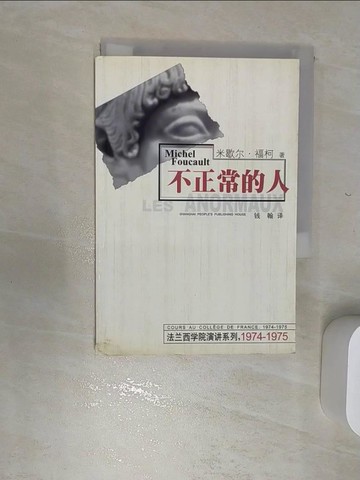 Michel
Foucault
米歇尔·福柯 著
不正常的人
LES ANORMAUX
SHANGHAI PEOPLE'S PUBLISHING HOUSE
钱翰 译
COURS AU COLLÈGE DE FRANCE, 1974-1975
法兰西学院演讲系列,1974-1975